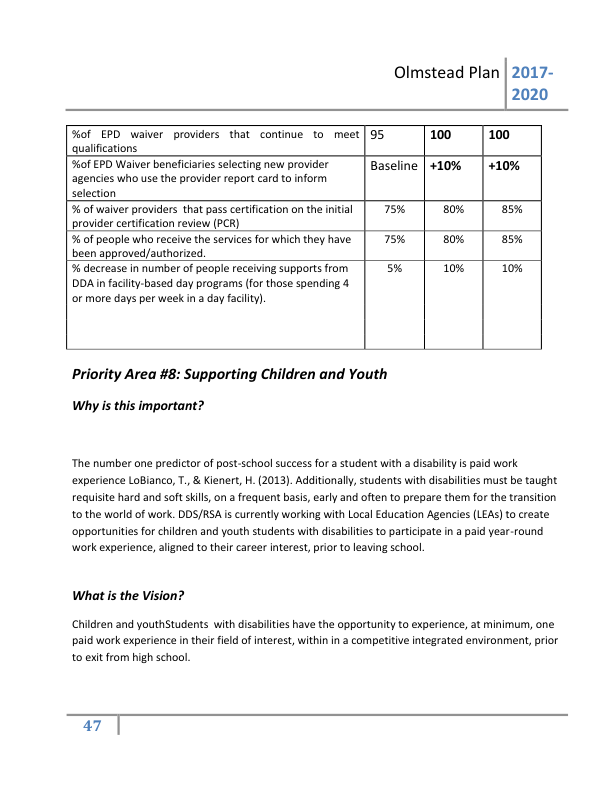 Olmstead Plan 2017-
2020
%of EPD waiver providers that continue to meet 95 100 100
qualifications
%of EPD Waiver beneficiaries selecting new provider Baseline +10% +10%
agencies who use the provider report card to inform
selection
% of waiver providers that pass certification on the initial 75% 80% 85%
provider certification review (PCR)
% of people who receive the services for which they have 75% 80% 85%
been approved/authorized.
% decrease in number of people receiving supports from 5% 10% 10%
DDA in facility-based day programs (for those spending 4
or more days per week in a day facility).
Priority Area #8: Supporting Children and Youth
Why is this important?
The number one predictor of post-school success for a student with a disability is paid work
experience LoBianco, T., & Kienert, H. (2013). Additionally, students with disabilities must be taught
requisite hard and soft skills, on a frequent basis, early and often to prepare them for the transition
to the world of work. DDS/RSA is currently working with Local Education Agencies (LEAs) to create
opportunities for children and youth students with disabilities to participate in a paid year-round
work experience, aligned to their career interest, prior to leaving school.
What is the Vision?
Children and youthStudents with disabilities have the opportunity to experience, at minimum, one
paid work experience in their field of interest, within in a competitive integrated environment, prior
to exit from high school.
47